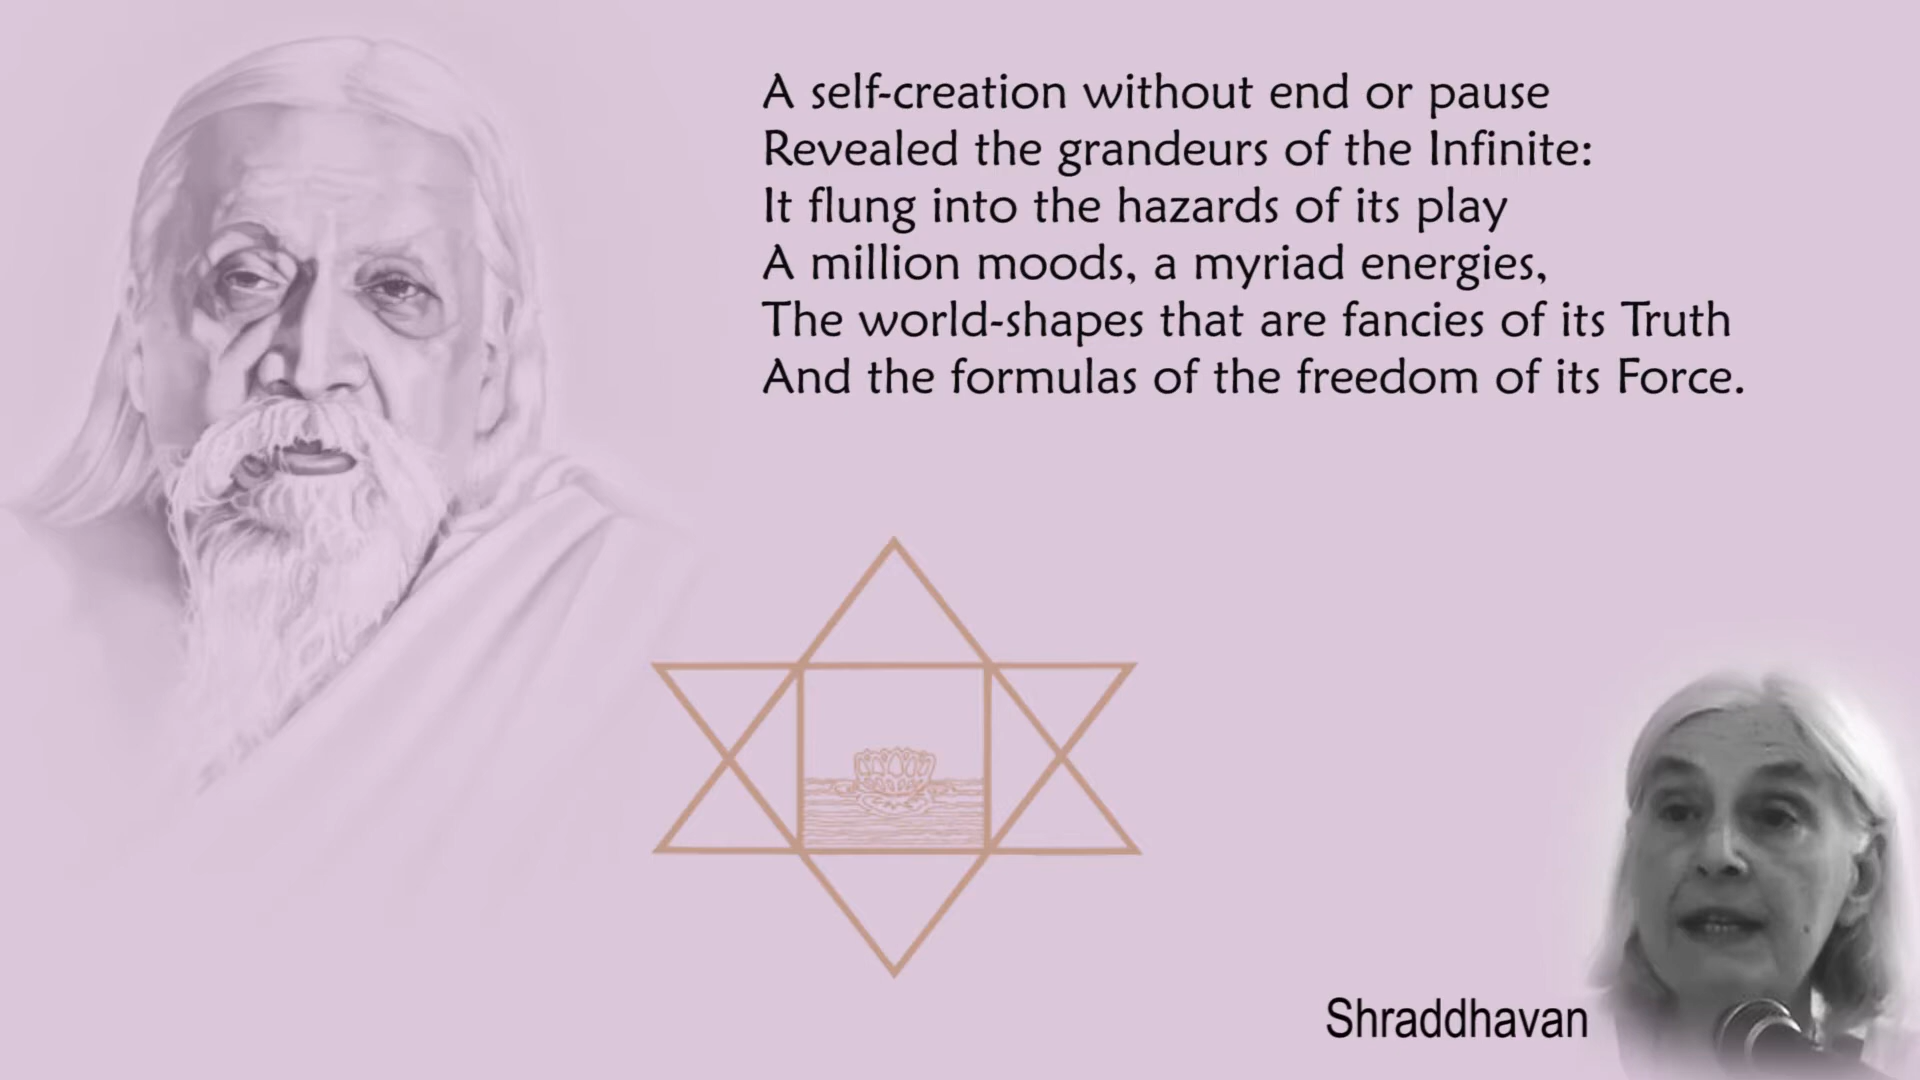 A self-creation without end or pause
Revealed the grandeurs of the Infinite:
It flung into the hazards of its play
A million moods, a myriad energies,
The world-shapes that are fancies of its Truth
And the formulas of the freedom of its Force.
Shraddhavan